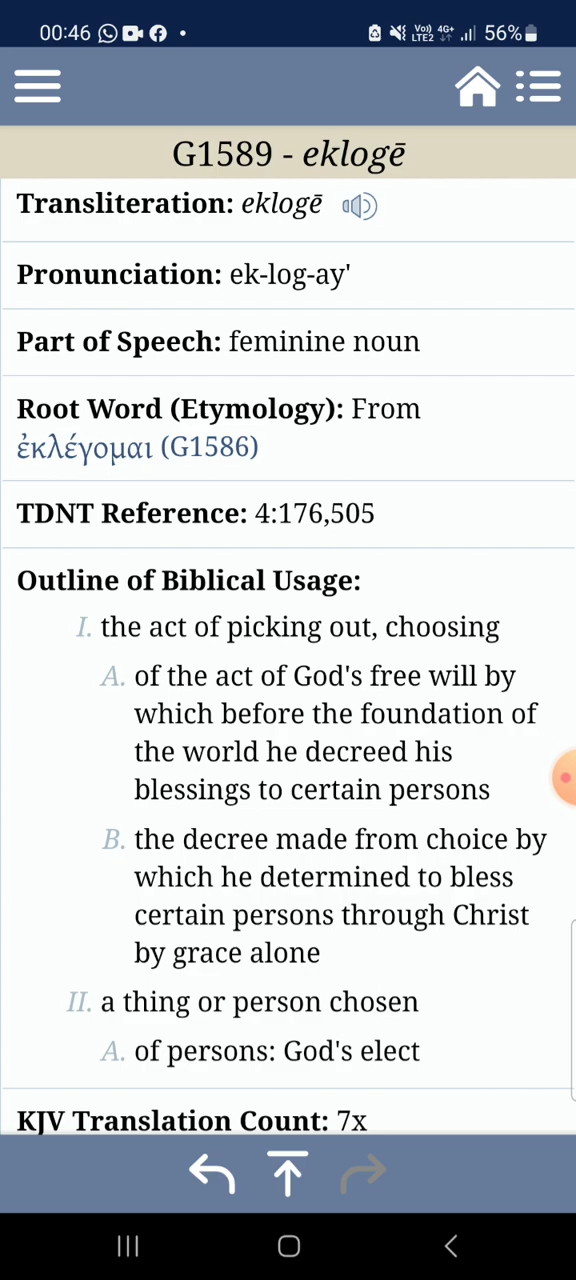 00:46
Vo)) LTE2 4G+ 56%
G1589 - eklogē
Transliteration: eklogē
Pronunciation: ek-log-ay'
Part of Speech: feminine noun
Root Word (Etymology): From
ἐκλέγομαι (G1586)
TDNT Reference: 4:176,505
Outline of Biblical Usage:
I. the act of picking out, choosing
A. of the act of God's free will by
which before the foundation of
the world he decreed his
blessings to certain persons
B. the decree made from choice by
which he determined to bless
certain persons through Christ
by grace alone
II. a thing or person chosen
A. of persons: God's elect
KJV Translation Count: 7x